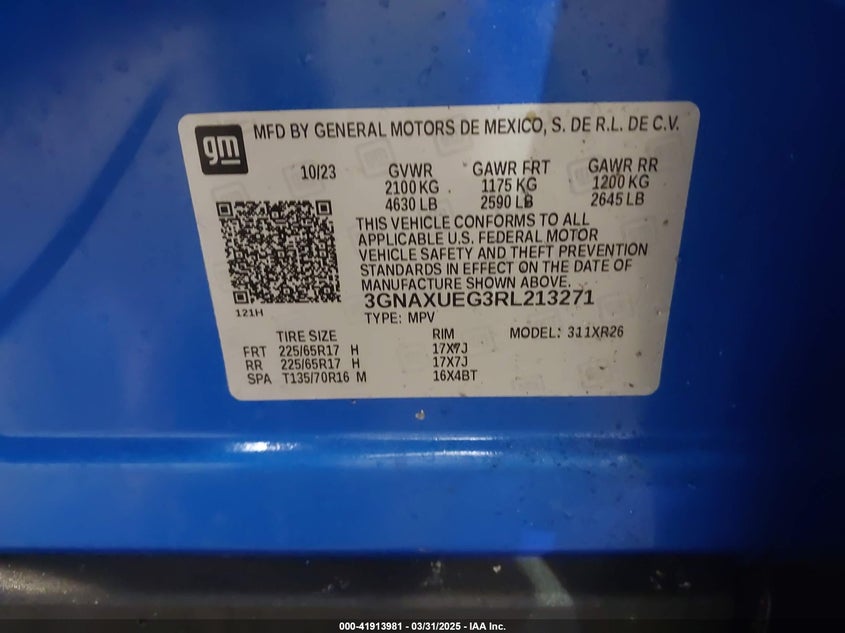 gm
MFD BY GENERAL MOTORS DE MEXICO, S. DE R.L. DE C.V.
10/23 GVWR GAWR FRT GAWR RR
2100 KG 1175 KG 1200 KG
4630 LB 2590 LB 2645 LB
THIS VEHICLE CONFORMS TO ALL
APPLICABLE U.S. FEDERAL MOTOR
VEHICLE SAFETY AND THEFT PREVENTION
STANDARDS IN EFFECT ON THE DATE OF
MANUFACTURE SHOWN ABOVE.
3GNAXUEG3RL213271
121H
TYPE: MPV
TIRE SIZE RIM MODEL: 311XR26
FRT 225/65R17 H 17X7J
RR 225/65R17 H 17X7J
SPA T135/70R16 M 16X4BT
000-41913981 - 03/31/2025 - IAA Inc.